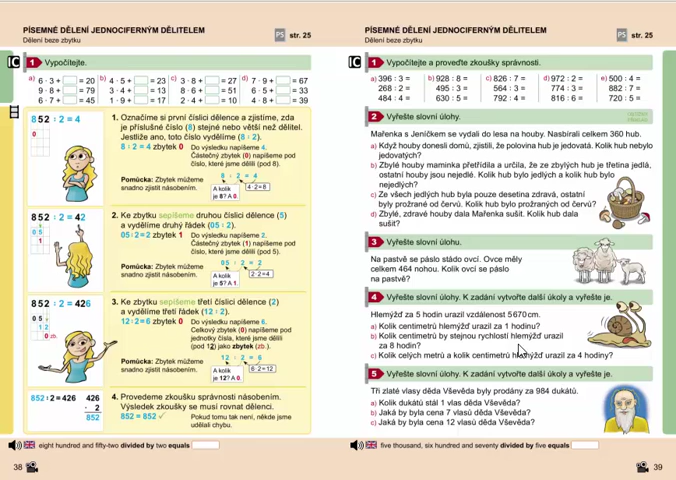 PÍSEMNÉ DĚLENÍ JEDNOCIFERNÝM DĚLITELEM
Dělení beze zbytku
PS str. 25
1 Vypočítejte.
a) 6 · 3 + = 20 b) 4 · 5 + = 23 c) 3 · 8 + = 27 d) 7 · 9 + = 67
9 · 8 + = 79 3 · 4 + = 13 8 · 6 + = 51 6 · 5 + = 33
6 · 7 + = 45 1 · 9 + = 17 2 · 4 + = 10 4 · 8 + = 39
852 : 2 = 4
0
1. Označíme si první číslici dělence a zjistíme, zda
je příslušné číslo (8) stejné nebo větší než dělitel.
Jestliže ano, toto číslo vydělíme (8 : 2).
8 : 2 = 4 zbytek 0
Do výsledku napíšeme 4.
Částečný zbytek (0) napíšeme pod
číslo, které jsme dělili (pod 8).
Pomůcka: Zbytek můžeme
snadno zjistit násobením.
8 : 2 = 4
A kolik
je 8? A 0.
4 · 2 = 8
852 : 2 = 42
05
1
2. Ke zbytku sepíšeme druhou číslici dělence (5)
a vydělíme druhý řádek (05 : 2).
05 : 2 = 2 zbytek 1
Do výsledku napíšeme 2.
Částečný zbytek (1) napíšeme pod
číslo, které jsme dělili (pod 5).
Pomůcka: Zbytek můžeme
snadno zjistit násobením.
05 : 2 = 2
A kolik
je 5? A 1.
2 · 2 = 4
852 : 2 = 426
05
12
0 zb.
3. Ke zbytku sepíšeme třetí číslici dělence (2)
a vydělíme třetí řádek (12 : 2).
12 : 2 = 6 zbytek 0
Do výsledku napíšeme 6.
Celkový zbytek (0) napíšeme pod
jednotky čísla, které jsme dělili
(pod 12) jako zbytek (zb.).
Pomůcka: Zbytek můžeme
snadno zjistit násobením.
12 : 2 = 6
A kolik
je 12? A 0.
6 · 2 = 12
852 : 2 = 426
426
· 2
852
4. Provedeme zkoušku správnosti násobením.
Výsledek zkoušky se musí rovnat dělenci.
852 = 852 ✓
Pokud tomu tak není, někde jsme
udělali chybu.
eight hundred and fifty-two divided by two equals
38
PÍSEMNÉ DĚLENÍ JEDNOCIFERNÝM DĚLITELEM
Dělení beze zbytku
PS str. 25
1 Vypočítejte a proveďte zkoušky správnosti.
a) 396 : 3 = b) 928 : 8 = c) 826 : 7 = d) 972 : 2 = e) 500 : 4 =
268 : 2 = 495 : 3 = 564 : 3 = 774 : 3 = 882 : 7 =
484 : 4 = 630 : 5 = 792 : 4 = 816 : 6 = 720 : 5 =
2 Vyřešte slovní úlohy.
Mařenka s Jeníčkem se vydali do lesa na houby. Nasbírali celkem 360 hub.
a) Když houby donesli domů, zjistili, že polovina hub je jedovatá. Kolik hub nebylo
jedovatých?
b) Zbylé houby maminka přetřídila a určila, že ze zbylých hub je třetina jedlá,
ostatní houby jsou nejedlé. Kolik hub bylo jedlých a kolik hub bylo
nejedlých?
c) Ze všech jedlých hub byla pouze desetina zdravá, ostatní
byly prožrané od červů. Kolik hub bylo prožraných od červů?
d) Zbylé, zdravé houby dala Mařenka sušit. Kolik hub dala
sušit?
3 Vyřešte slovní úlohu.
Na pastvě se páslo stádo ovcí. Ovce měly
celkem 464 nohou. Kolik ovcí se páslo
na pastvě?
4 Vyřešte slovní úlohu. K zadání vytvořte další úkoly a vyřešte je.
Hlemýžď za 5 hodin urazil vzdálenost 5 670 cm.
a) Kolik centimetrů hlemýžď urazil za 1 hodinu?
b) Kolik centimetrů by stejnou rychlostí hlemýžď urazil
za 8 hodin?
c) Kolik celých metrů a kolik centimetrů hlemýžď urazil za 4 hodiny?
5 Vyřešte slovní úlohu. K zadání vytvořte další úkoly a vyřešte je.
Tři zlaté vlasy děda Vševěda byly prodány za 984 dukátů.
a) Kolik dukátů stál 1 vlas děda Vševěda?
b) Jaká by byla cena 7 vlasů děda Vševěda?
c) Jaká by byla cena 12 vlasů děda Vševěda?
five thousand, six hundred and seventy divided by five equals
39